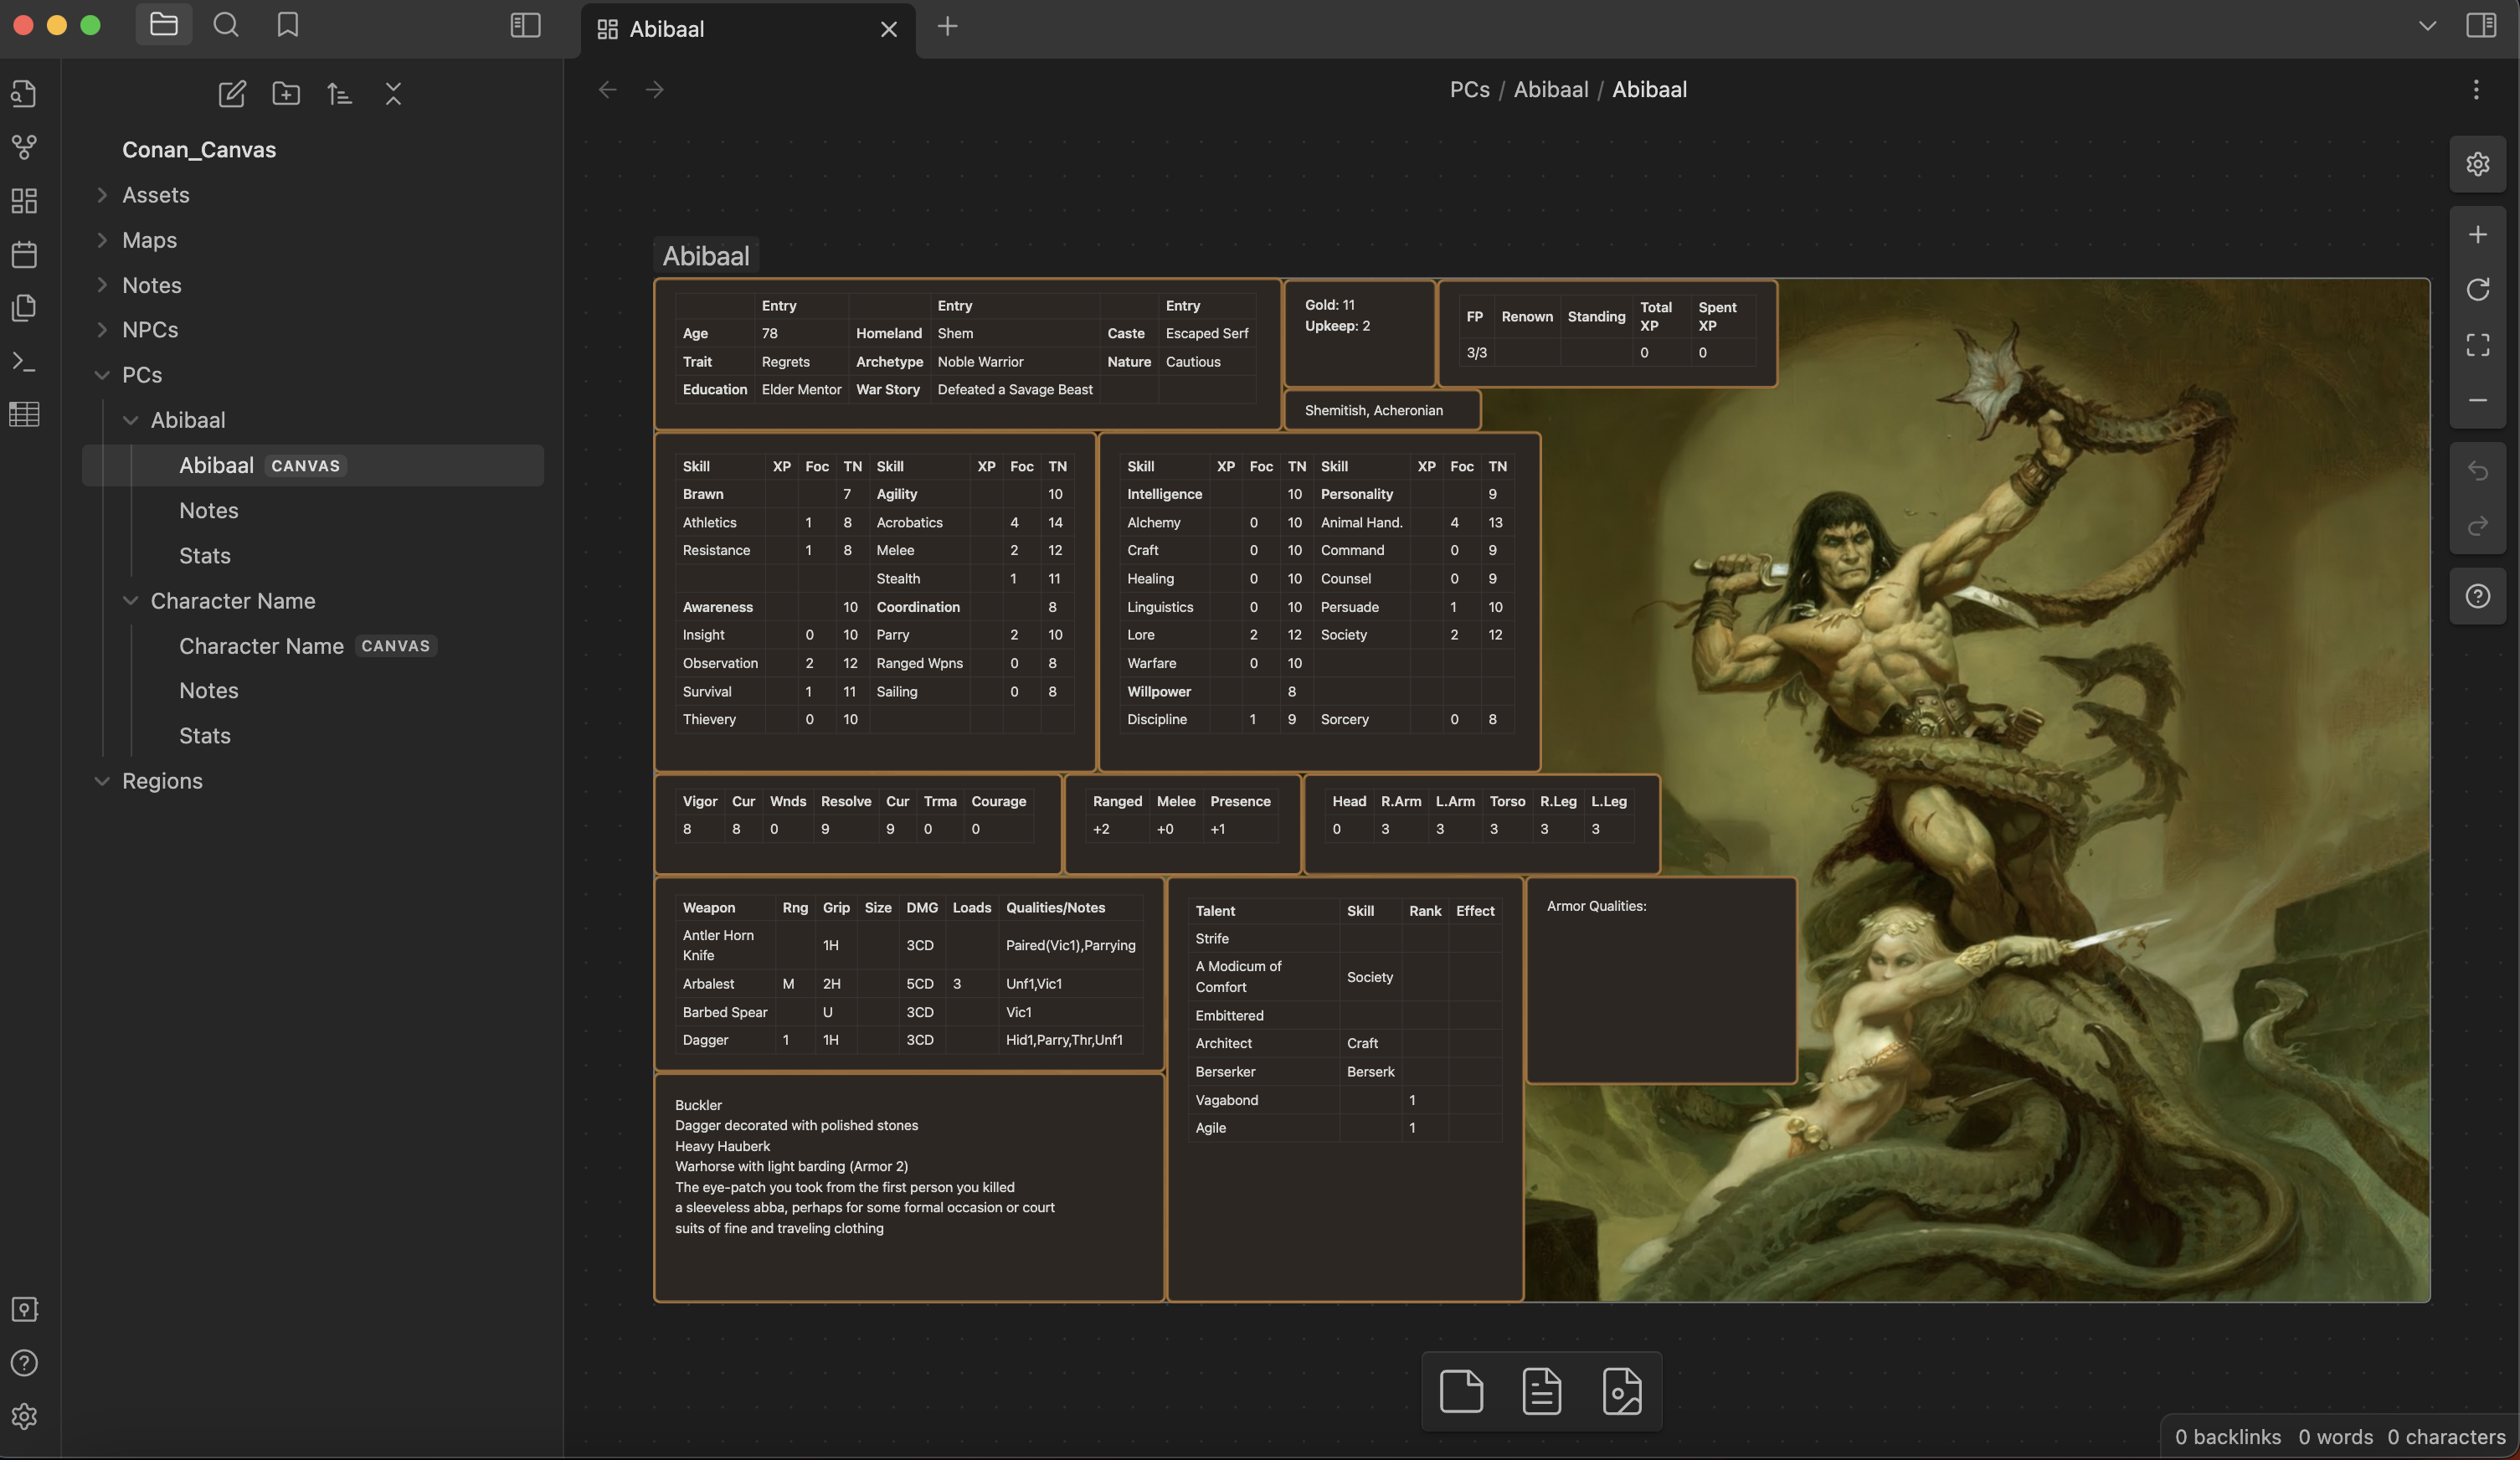 Abibaal
PCs / Abibaal / Abibaal
Conan_Canvas
Assets
Maps
Notes
NPCs
PCs
Abibaal
Abibaal CANVAS
Notes
Stats
Character Name
Character Name CANVAS
Notes
Stats
Regions
Abibaal
Entry Entry Entry
Age 78 Homeland Shem Caste Escaped Serf
Trait Regrets Archetype Noble Warrior Nature Cautious
Education Elder Mentor War Story Defeated a Savage Beast
Gold: 11
Upkeep: 2
FP Renown Standing Total XP Spent XP
3/3 0 0
Shemitish, Acheronian
Skill XP Foc TN Skill XP Foc TN
Brawn 7 Agility 10
Athletics 1 8 Acrobatics 4 14
Resistance 1 8 Melee 2 12
Stealth 1 11
Awareness 10 Coordination 8
Insight 0 10 Parry 2 10
Observation 2 12 Ranged Wpns 0 8
Survival 1 11 Sailing 0 8
Thievery 0 10
Skill XP Foc TN Skill XP Foc TN
Intelligence 10 Personality 9
Alchemy 0 10 Animal Hand. 4 13
Craft 0 10 Command 0 9
Healing 0 10 Counsel 0 9
Linguistics 0 10 Persuade 1 10
Lore 2 12 Society 2 12
Warfare 0 10
Willpower 8
Discipline 1 9 Sorcery 0 8
Vigor Cur Wnds Resolve Cur Trma Courage
8 8 0 9 9 0 0
Ranged Melee Presence
+2 +0 +1
Head R.Arm L.Arm Torso R.Leg L.Leg
0 3 3 3 3 3
Weapon Rng Grip Size DMG Loads Qualities/Notes
Antler Horn Knife 1H 3CD Paired(Vic1),Parrying
Arbalest M 2H 5CD 3 Unf1,Vic1
Barbed Spear U 3CD Vic1
Dagger 1 1H 3CD Hid1,Parry,Thr,Unf1
Buckler
Dagger decorated with polished stones
Heavy Hauberk
Warhorse with light barding (Armor 2)
The eye-patch you took from the first person you killed
a sleeveless abba, perhaps for some formal occasion or court
suits of fine and traveling clothing
Talent Skill Rank Effect
Strife
A Modicum of Comfort Society
Embittered
Architect Craft
Berserker Berserk
Vagabond 1
Agile 1
Armor Qualities:
0 backlinks 0 words 0 characters